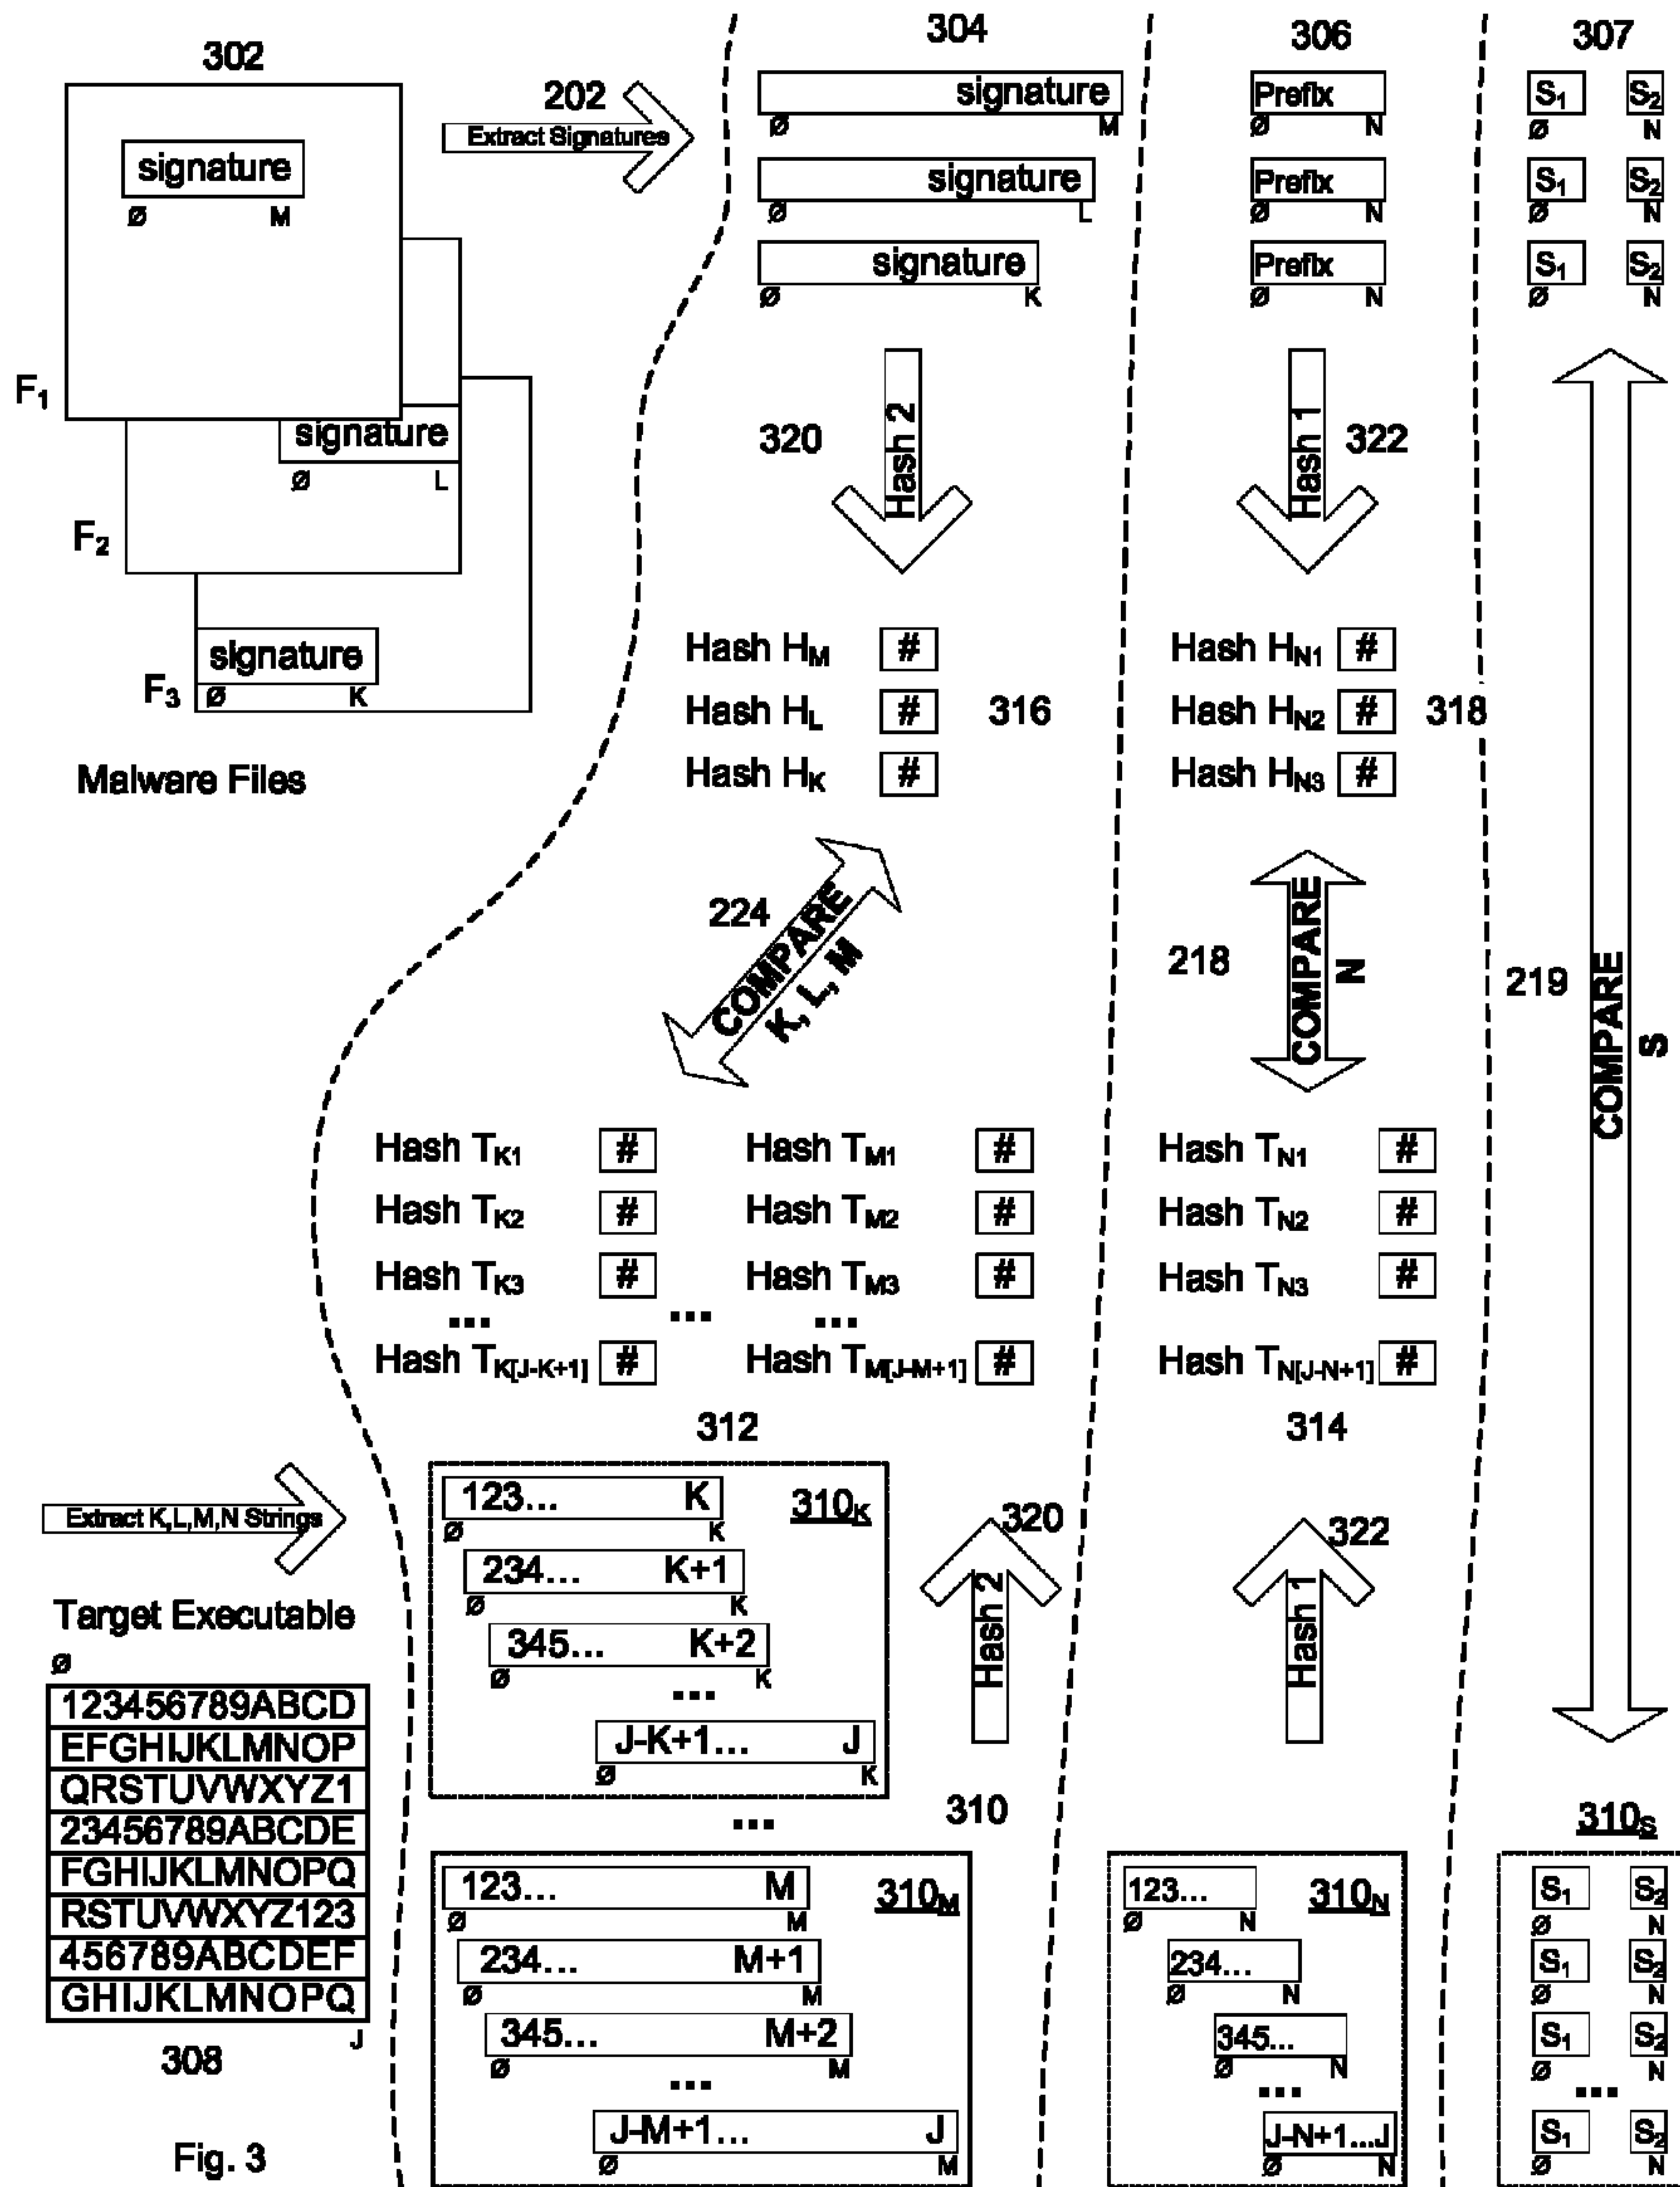 302
signature
Ø M
F1
signature
Ø L
F2
signature
Ø K
F3
Malware Files
202
Extract Signatures
304
signature
Ø M
signature
Ø L
signature
Ø K
306
Prefix
Ø N
Prefix
Ø N
Prefix
Ø N
307
S1 S2
Ø N
S1 S2
Ø N
S1 S2
Ø N
320
Hash 2
Hash 1
322
Hash HM #
Hash HL # 316
Hash HK #
Hash HN1 #
Hash HN2 # 318
Hash HN3 #
224
COMPARE
K, L, M
218
COMPARE
N
219
COMPARE
S
Hash TK1 #
Hash TK2 #
Hash TK3 #
...
Hash TK[J-K+1] #
...
Hash TM1 #
Hash TM2 #
Hash TM3 #
...
Hash TM[J-M+1] #
312
Hash TN1 #
Hash TN2 #
Hash TN3 #
Hash TN[J-N+1] #
314
Extract K,L,M,N Strings
Target Executable
Ø
123456789ABCD
EFGHIJKLMNOP
QRSTUVWXYZ1
23456789ABCDE
FGHIJKLMNOPQ
RSTUVWXYZ123
456789ABCDEF
GHIJKLMNOPQ
J
308
310K
123... K
Ø K
234... K+1
Ø K
345... K+2
Ø K
...
J-K+1... J
Ø K
320
Hash 2
322
Hash 1
...
310
310M
123... M
Ø M
234... M+1
Ø M
345... M+2
Ø M
...
J-M+1... J
Ø M
310N
123...
Ø N
234...
Ø N
345...
Ø N
...
J-N+1...J
Ø N
310S
S1 S2
Ø N
S1 S2
Ø N
S1 S2
Ø N
...
S1 S2
Ø N
Fig. 3